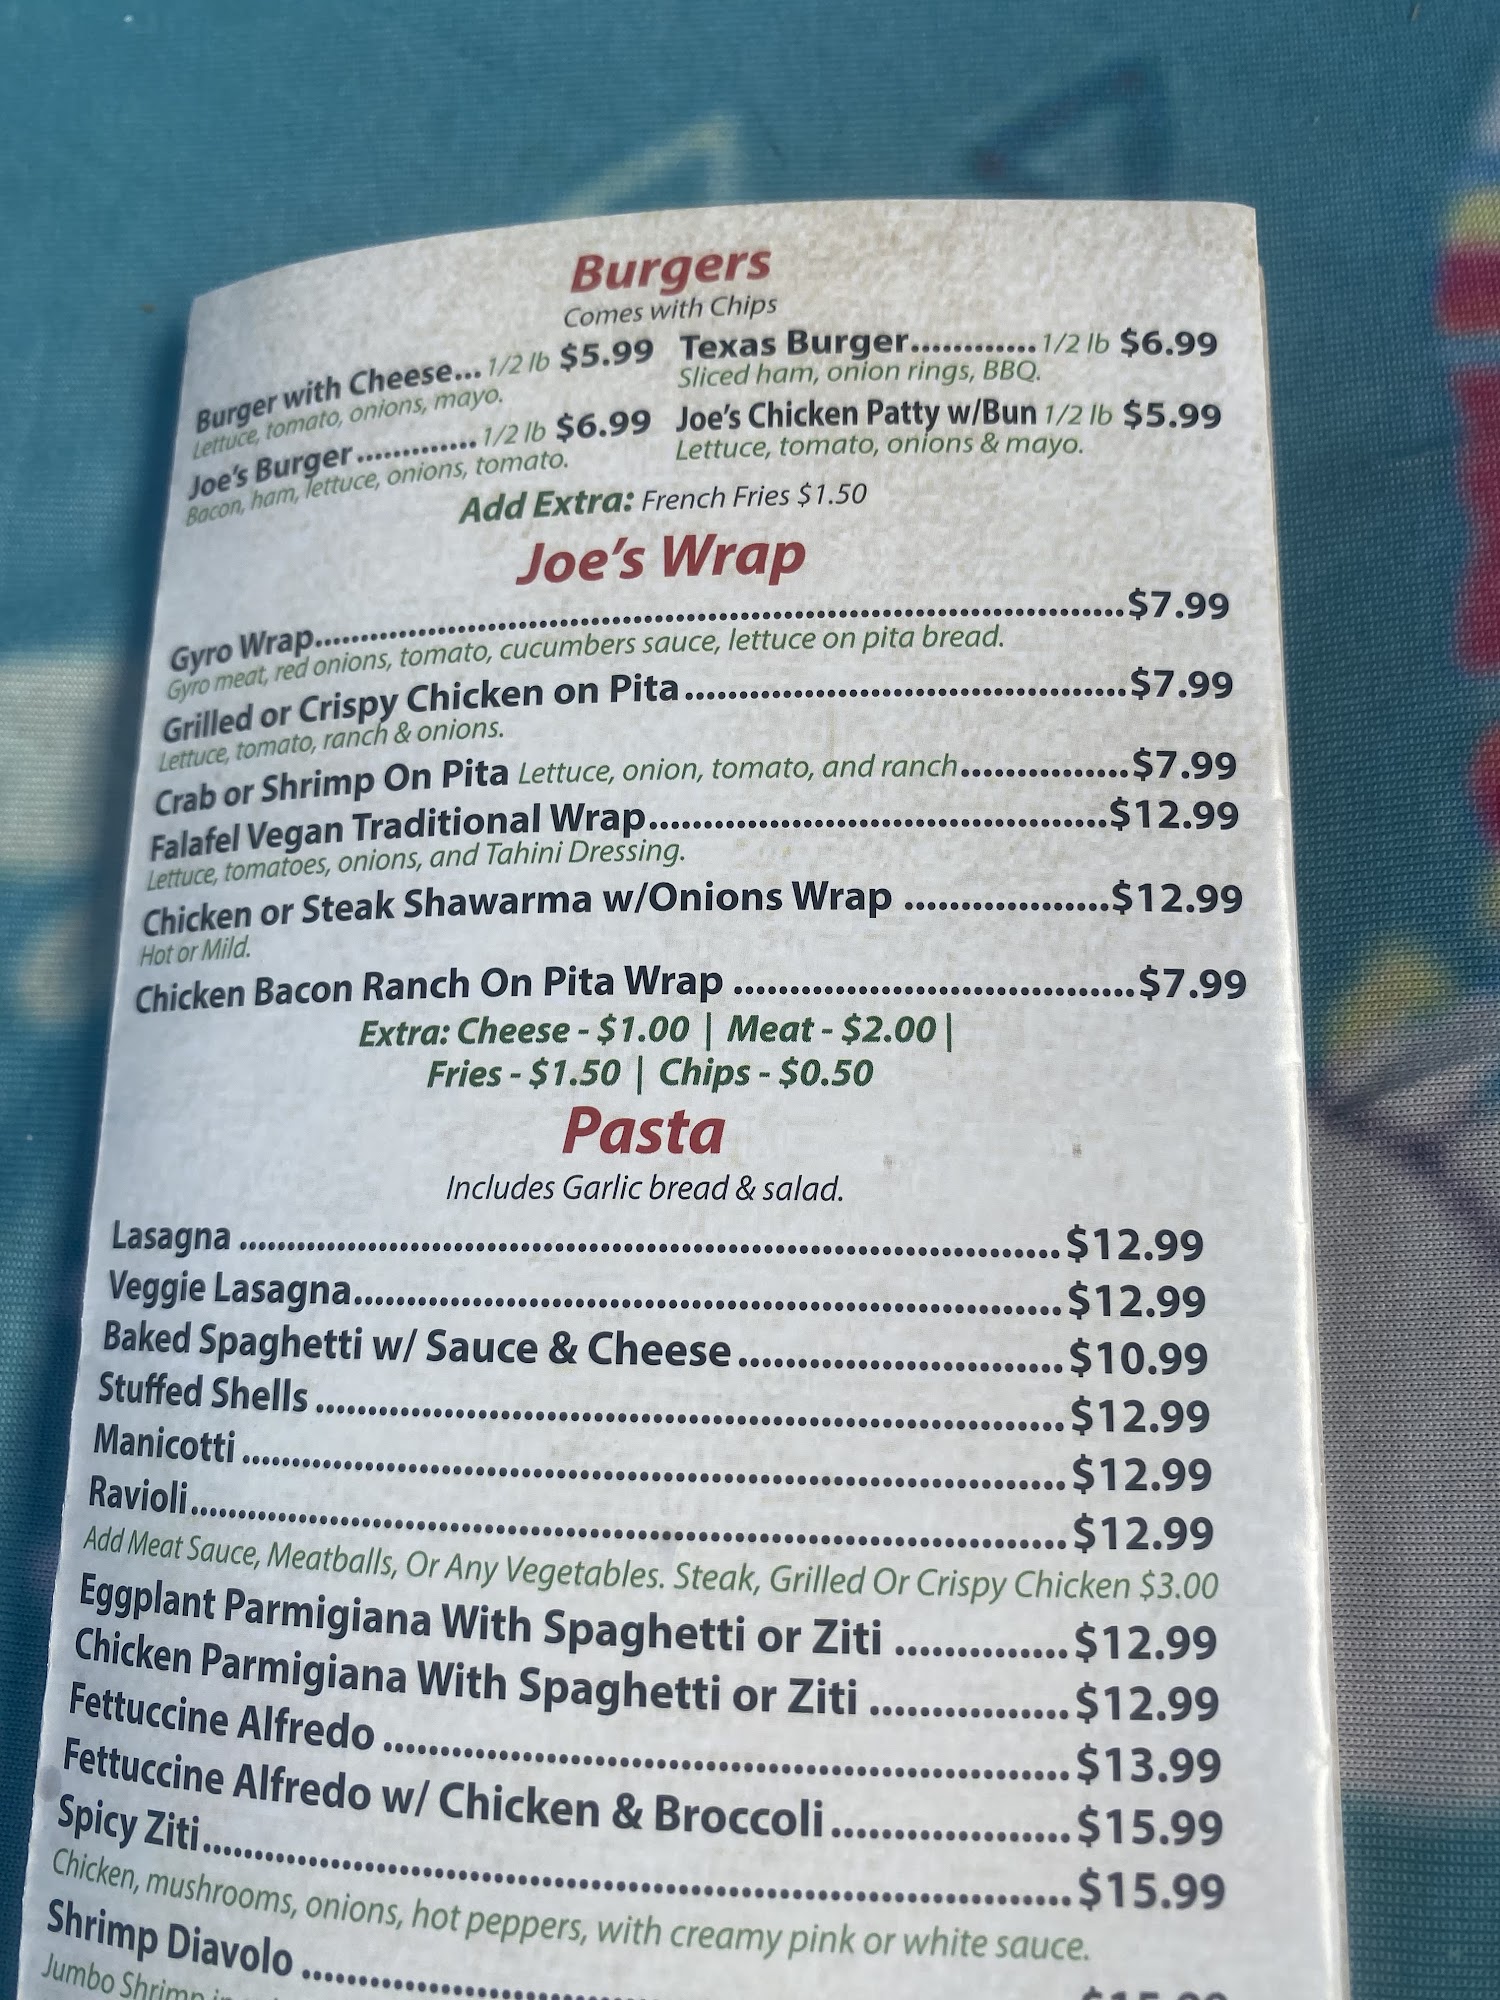 Burgers
Comes with Chips
Burger with Cheese... 1/2 lb $5.99
Lettuce, tomato, onions, mayo.
Joe's Burger ............. 1/2 lb $6.99
Bacon, ham, lettuce, onions, tomato.
Texas Burger............ 1/2 lb $6.99
Sliced ham, onion rings, BBQ.
Joe's Chicken Patty w/Bun 1/2 lb $5.99
Lettuce, tomato, onions & mayo.
Add Extra: French Fries $1.50
Joe's Wrap
Gyro Wrap.......................................................................... $7.99
Gyro meat, red onions, tomato, cucumbers sauce, lettuce on pita bread.
Grilled or Crispy Chicken on Pita ........................................ $7.99
Lettuce, tomato, ranch & onions.
Crab or Shrimp On Pita Lettuce, onion, tomato, and ranch............... $7.99
Falafel Vegan Traditional Wrap......................................... $12.99
Lettuce, tomatoes, onions, and Tahini Dressing.
Chicken or Steak Shawarma w/Onions Wrap .................. $12.99
Hot or Mild.
Chicken Bacon Ranch On Pita Wrap ................................... $7.99
Extra: Cheese - $1.00 | Meat - $2.00 |
Fries - $1.50 | Chips - $0.50
Pasta
Includes Garlic bread & salad.
Lasagna .......................................................................... $12.99
Veggie Lasagna................................................................ $12.99
Baked Spaghetti w/ Sauce & Cheese ............................. $10.99
Stuffed Shells ................................................................... $12.99
Manicotti .......................................................................... $12.99
Ravioli............................................................................... $12.99
Add Meat Sauce, Meatballs, Or Any Vegetables. Steak, Grilled Or Crispy Chicken $3.00
Eggplant Parmigiana With Spaghetti or Ziti ............... $12.99
Chicken Parmigiana With Spaghetti or Ziti ................. $12.99
Fettuccine Alfredo ............................................................. $13.99
Fettuccine Alfredo w/ Chicken & Broccoli ..................... $15.99
Spicy Ziti............................................................................. $15.99
Chicken, mushrooms, onions, hot peppers, with creamy pink or white sauce.
Shrimp Diavolo ................................ $15.99
Jumbo Shrimp